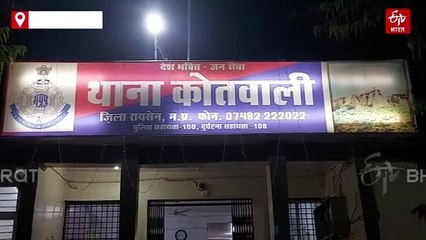 ETV
भारत
देश भक्ति - जन सेवा
थाना कोतवाली
जिला रायसेन, म.प्र. फोन. 07482 222022
पुलिस सहायता-100, दुर्घटना सहायता-108